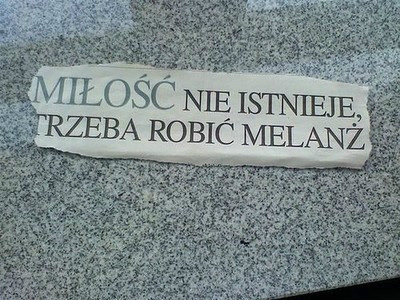 MIŁOŚĆ NIE ISTNIEJE,
TRZEBA ROBIĆ MELANŻ